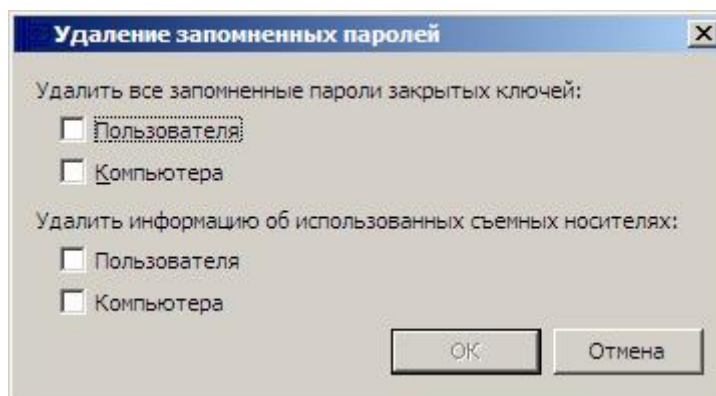 Удаление запомненных паролей
Удалить все запомненные пароли закрытых ключей:
Пользователя
Компьютера
Удалить информацию об использованных съемных носителях:
Пользователя
Компьютера
ОК Отмена